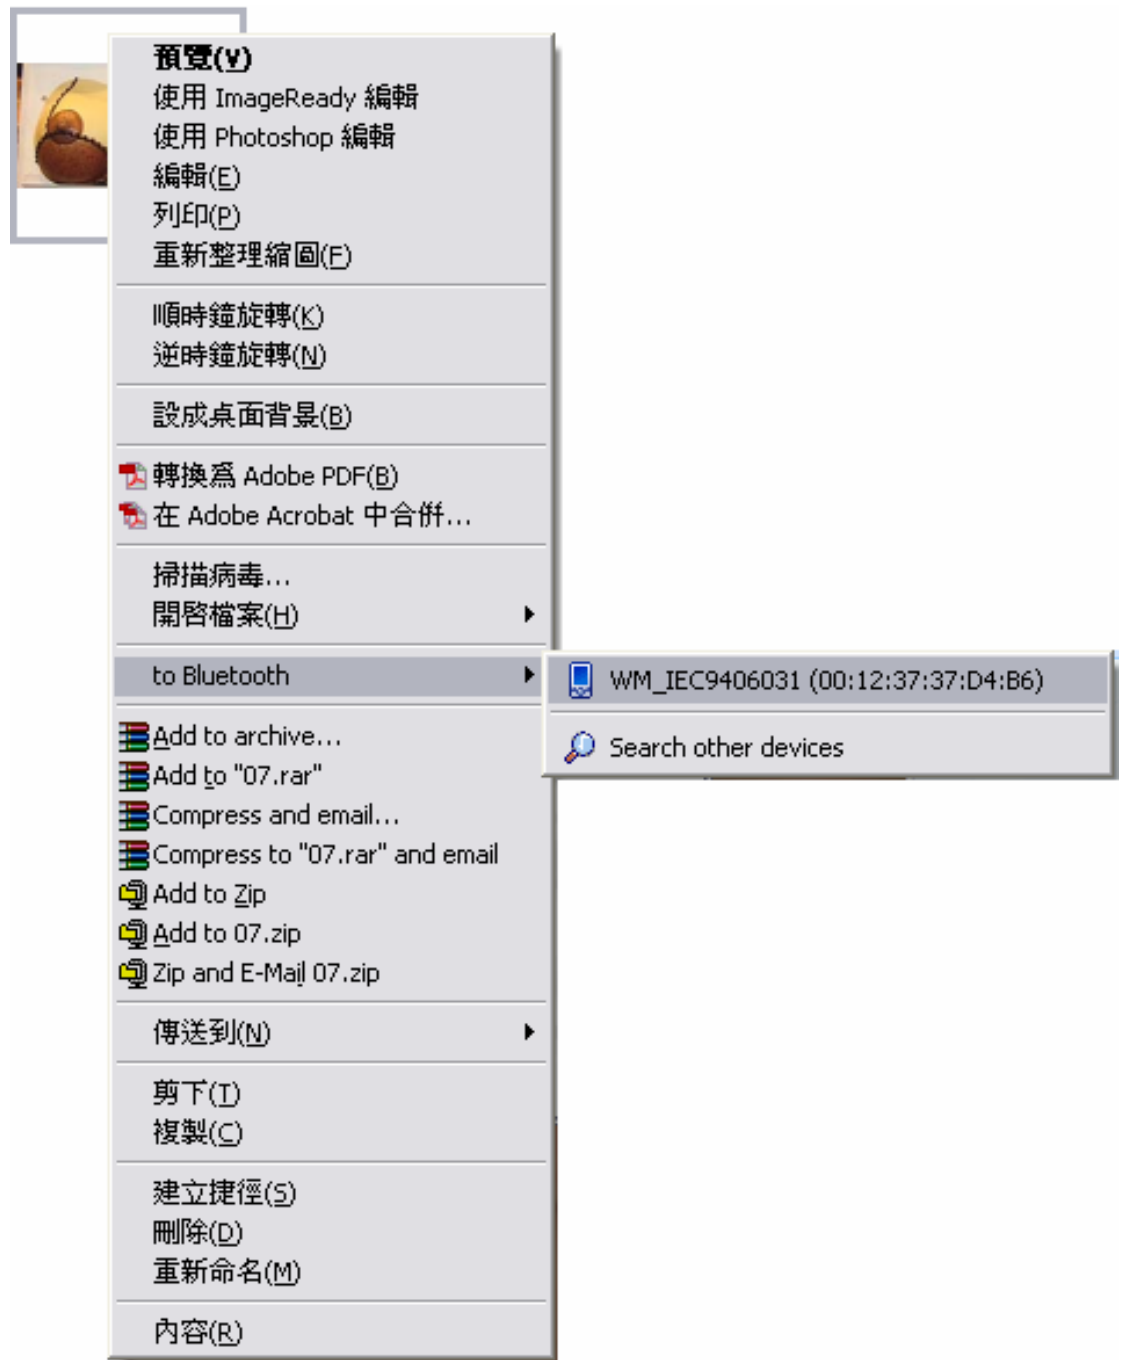 預覽(V)
使用 ImageReady 編輯
使用 Photoshop 編輯
編輯(E)
列印(P)
重新整理縮圖(F)
順時鐘旋轉(K)
逆時鐘旋轉(N)
設成桌面背景(B)
轉換為 Adobe PDF(B)
在 Adobe Acrobat 中合併...
掃描病毒...
開啓檔案(H)
to Bluetooth
WM_IEC9406031 (00:12:37:37:D4:B6)
Search other devices
Add to archive...
Add to "07.rar"
Compress and email...
Compress to "07.rar" and email
Add to Zip
Add to 07.zip
Zip and E-Mail 07.zip
傳送到(N)
剪下(T)
複製(C)
建立捷徑(S)
刪除(D)
重新命名(M)
內容(R)